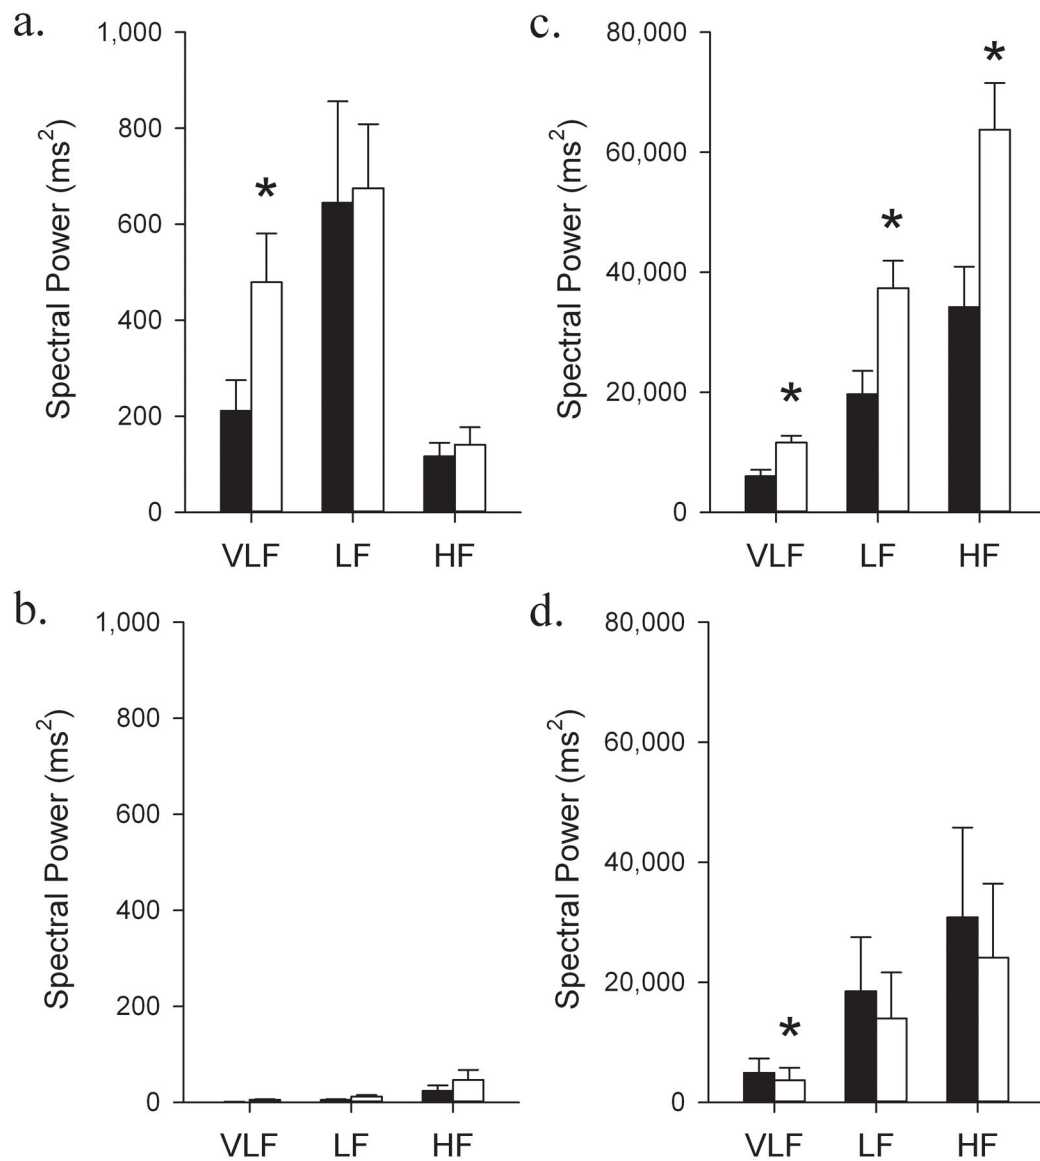 a.
1,000
800
600
400
200
0
Spectral Power (ms²)
*
VLF LF HF
c.
80,000
60,000
40,000
20,000
0
Spectral Power (ms²)
* * *
VLF LF HF
b.
1,000
800
600
400
200
0
Spectral Power (ms²)
VLF LF HF
d.
80,000
60,000
40,000
20,000
0
Spectral Power (ms²)
*
VLF LF HF